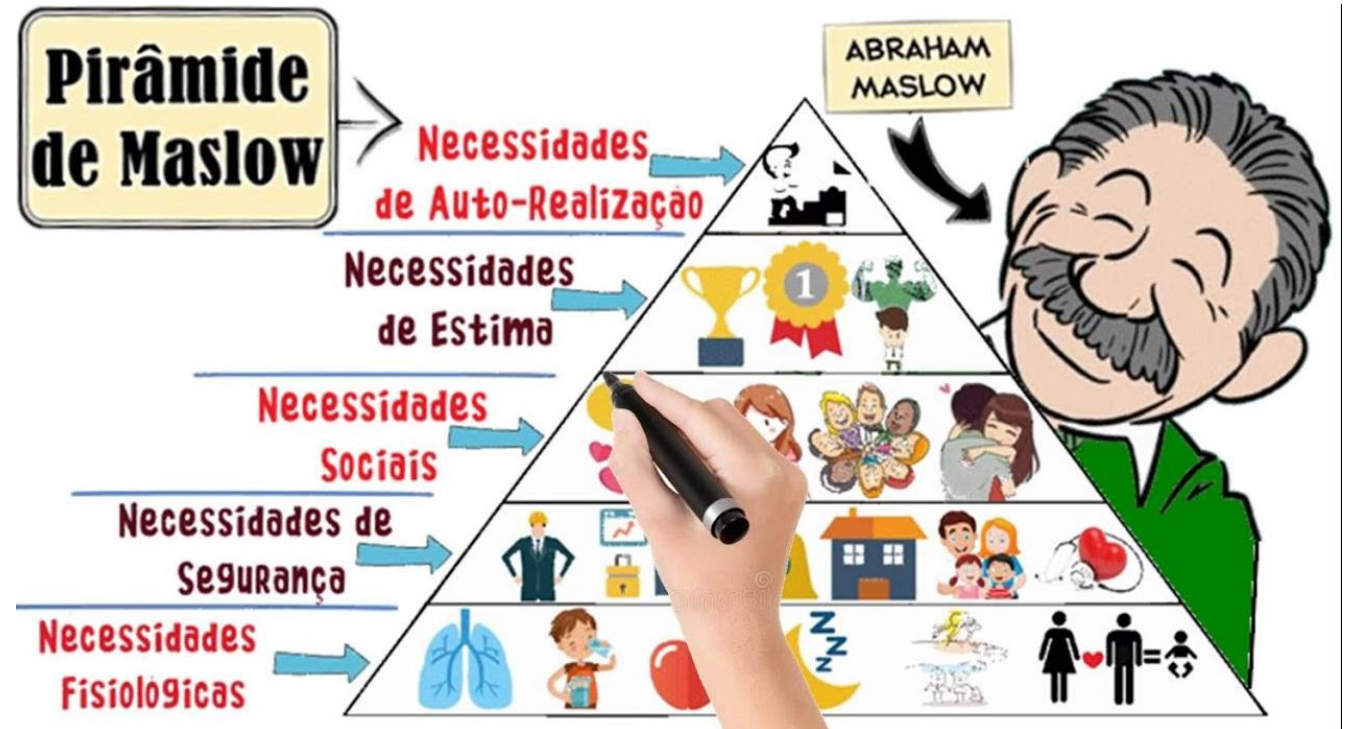 Pirâmide
de Maslow
ABRAHAM
MASLOW
Necessidades
de Auto-Realização
Necessidades
de Estima
1
Necessidades
Sociais
Necessidades de
Segurança
Necessidades
Fisiológicas
Z
Z
Z
=